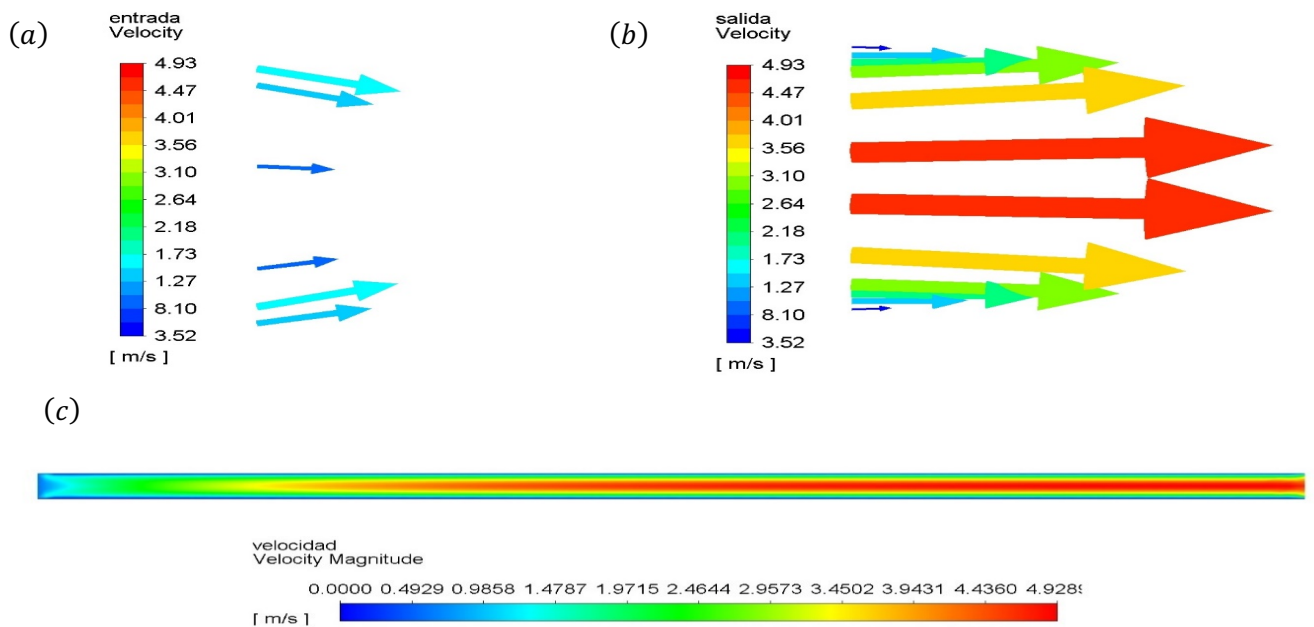 (a)
entrada
Velocity
4.93
4.47
4.01
3.56
3.10
2.64
2.18
1.73
1.27
8.10
3.52
[ m/s ]
(b)
salida
Velocity
4.93
4.47
4.01
3.56
3.10
2.64
2.18
1.73
1.27
8.10
3.52
[ m/s ]
(c)
velocidad
Velocity Magnitude
0.0000 0.4929 0.9858 1.4787 1.9715 2.4644 2.9573 3.4502 3.9431 4.4360 4.9289
[ m/s ]